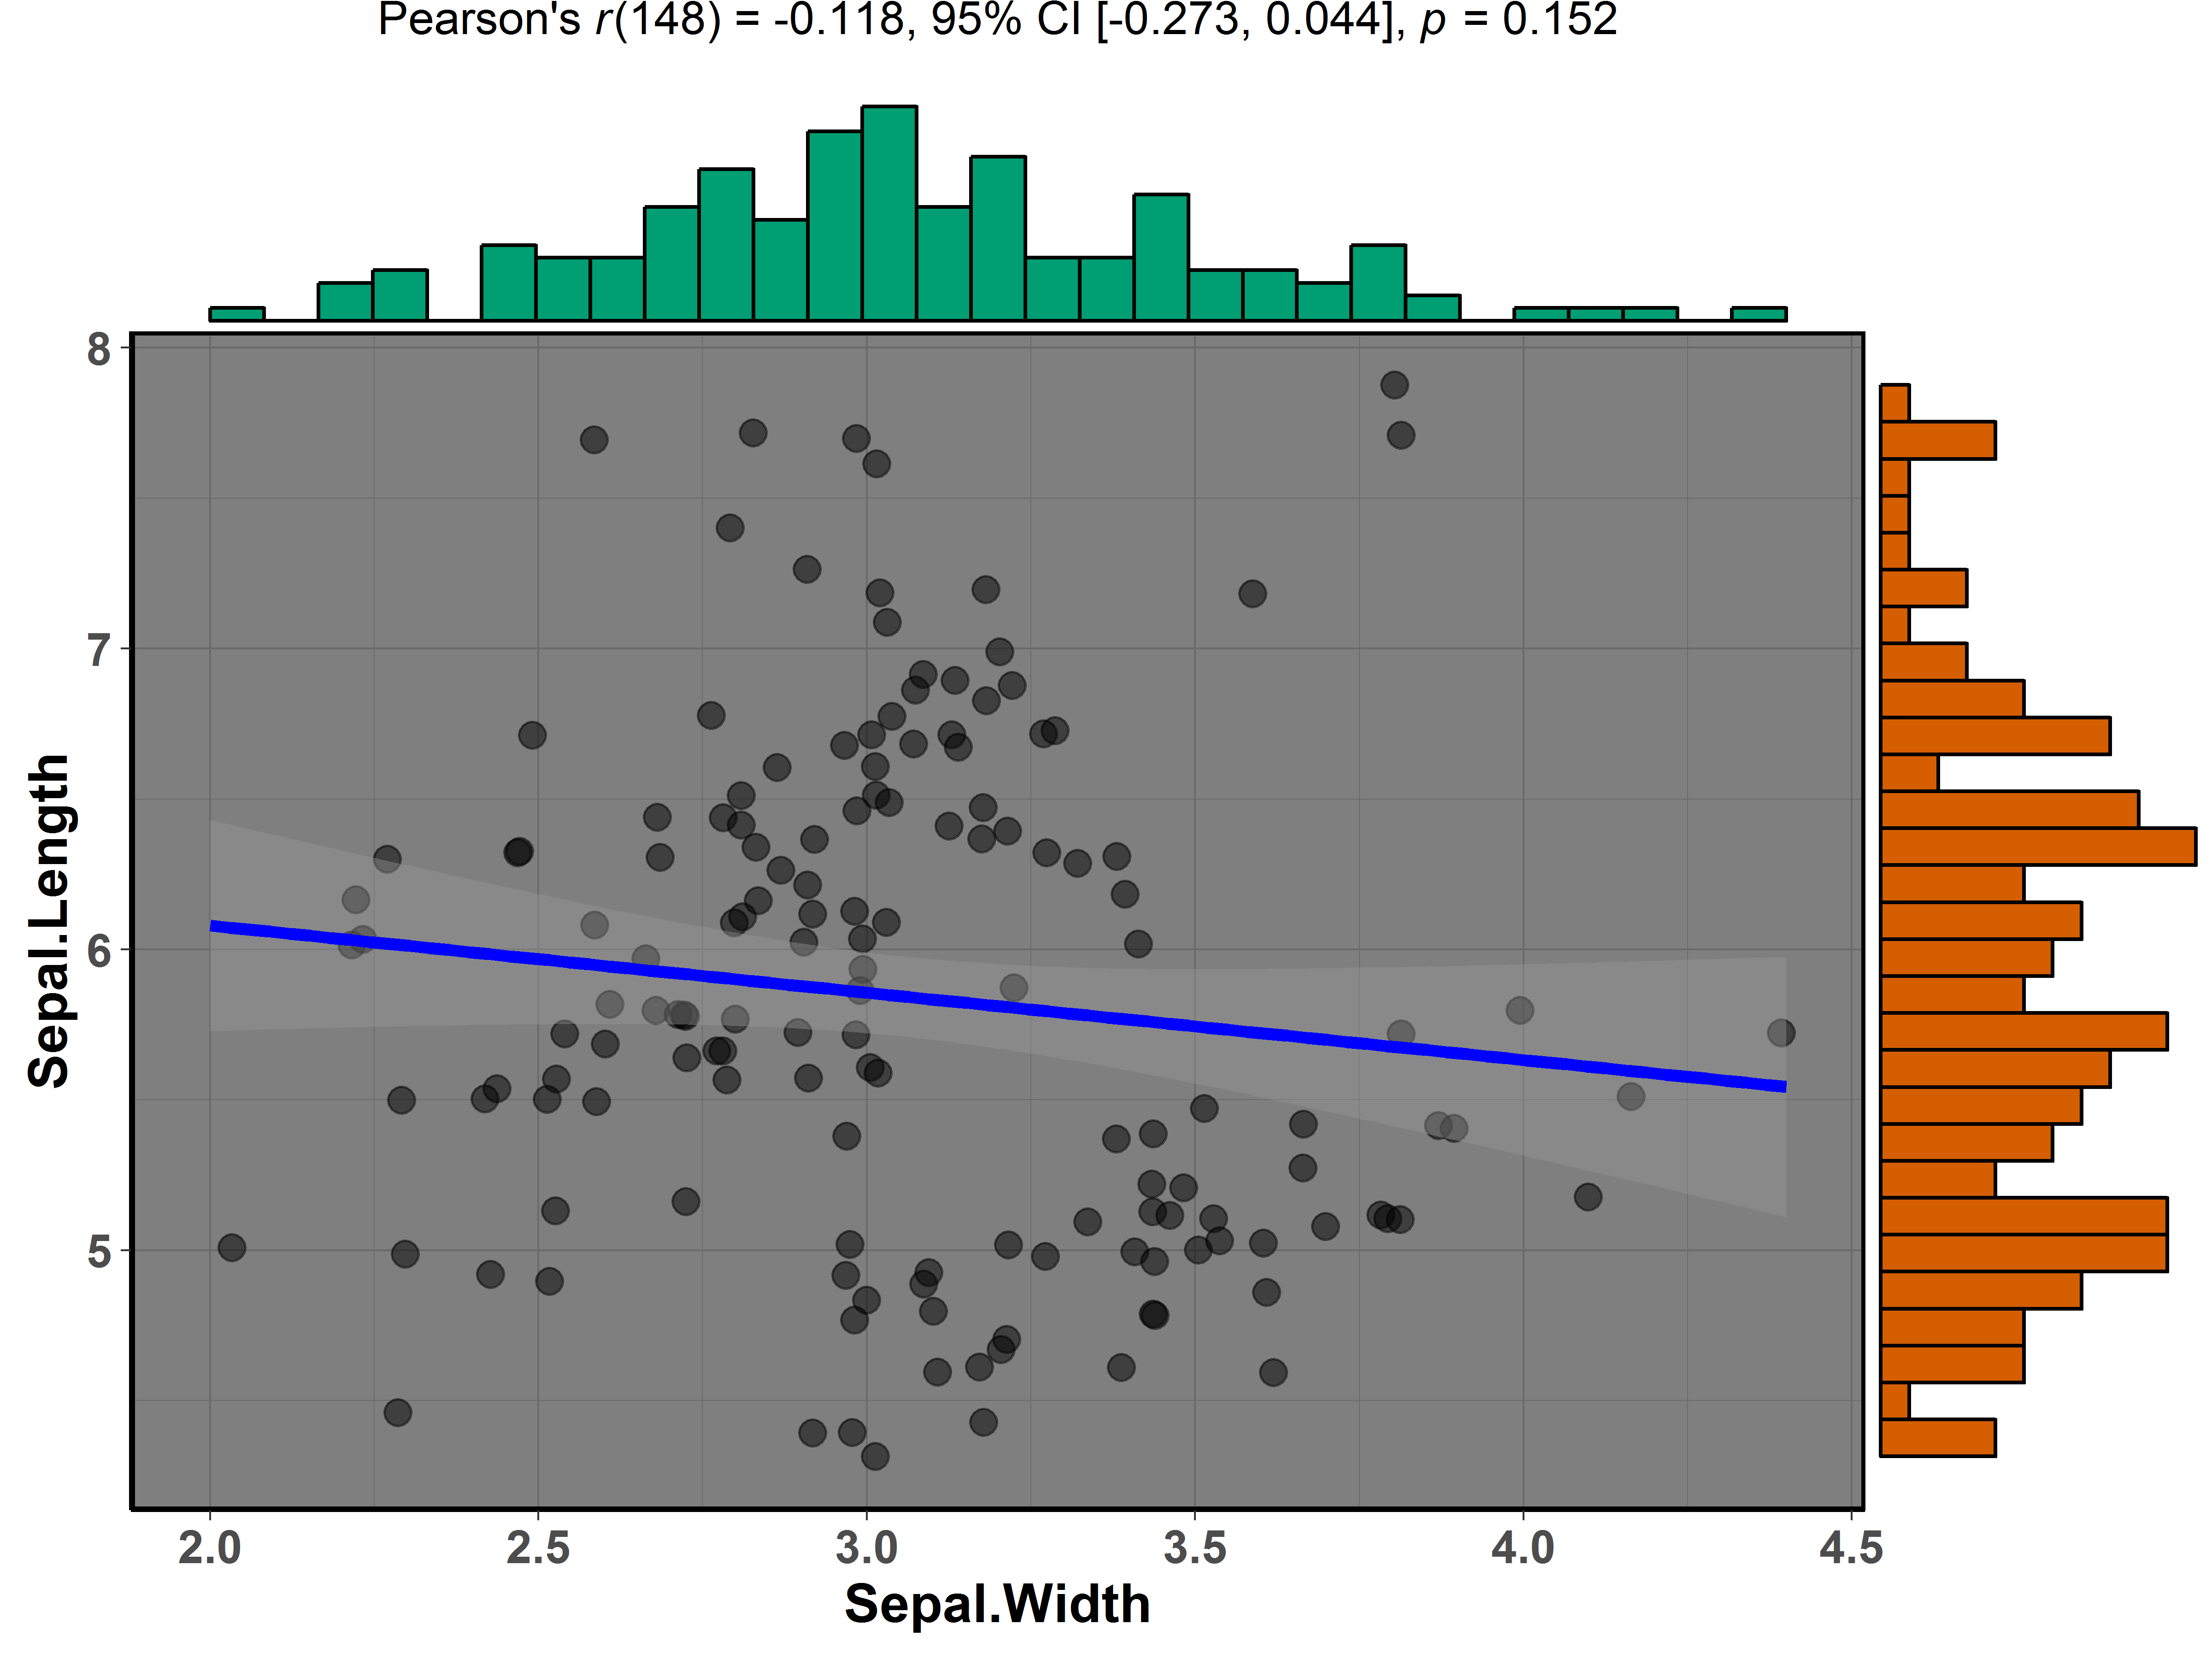 Pearson's r(148) = -0.118, 95% CI [-0.273, 0.044], p = 0.152
8
7
6
5
Sepal.Length
2.0 2.5 3.0 3.5 4.0 4.5
Sepal.Width